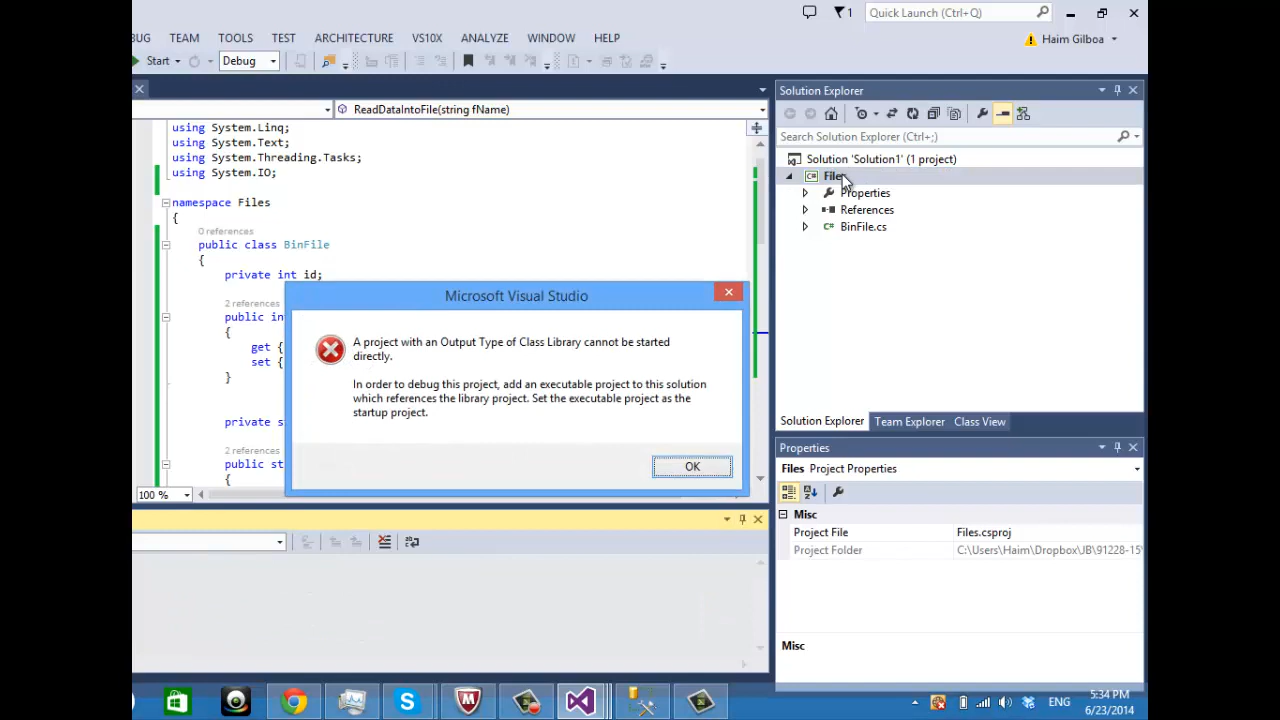 1
Quick Launch (Ctrl+Q)
BUG TEAM TOOLS TEST ARCHITECTURE VS10X ANALYZE WINDOW HELP
Haim Gilboa
Start
Debug
ReadDataIntoFile(string fName)
using System.Linq;
using System.Text;
using System.Threading.Tasks;
using System.IO;
namespace Files
{
0 references
public class BinFile
{
private int id;
2 references
public in
{
get {
set {
}
private s
2 references
public st
{
100 %
Microsoft Visual Studio
A project with an Output Type of Class Library cannot be started
directly.
In order to debug this project, add an executable project to this solution
which references the library project. Set the executable project as the
startup project.
OK
Solution Explorer
Search Solution Explorer (Ctrl+;)
Solution 'Solution1' (1 project)
C# Files
Properties
References
C# BinFile.cs
Solution Explorer Team Explorer Class View
Properties
Files Project Properties
Misc
Project File Files.csproj
Project Folder C:\Users\Haim\Dropbox\JB\91228-15\
Misc
ENG
5:34 PM
6/23/2014